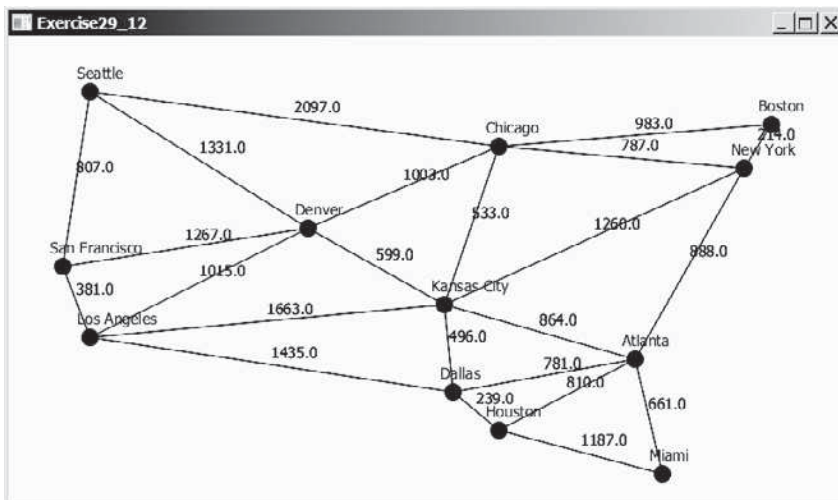 Exercise29_12
Seattle
2097.0
Boston
983.0
214.0
Chicago
787.0
New York
1331.0
807.0
1003.0
Denver
533.0
1260.0
San Francisco
1267.0
599.0
888.0
1015.0
381.0
Kansas City
Los Angeles
1663.0
864.0
496.0
Atlanta
1435.0
781.0
Dallas
810.0
239.0
Houston
661.0
1187.0
Miami